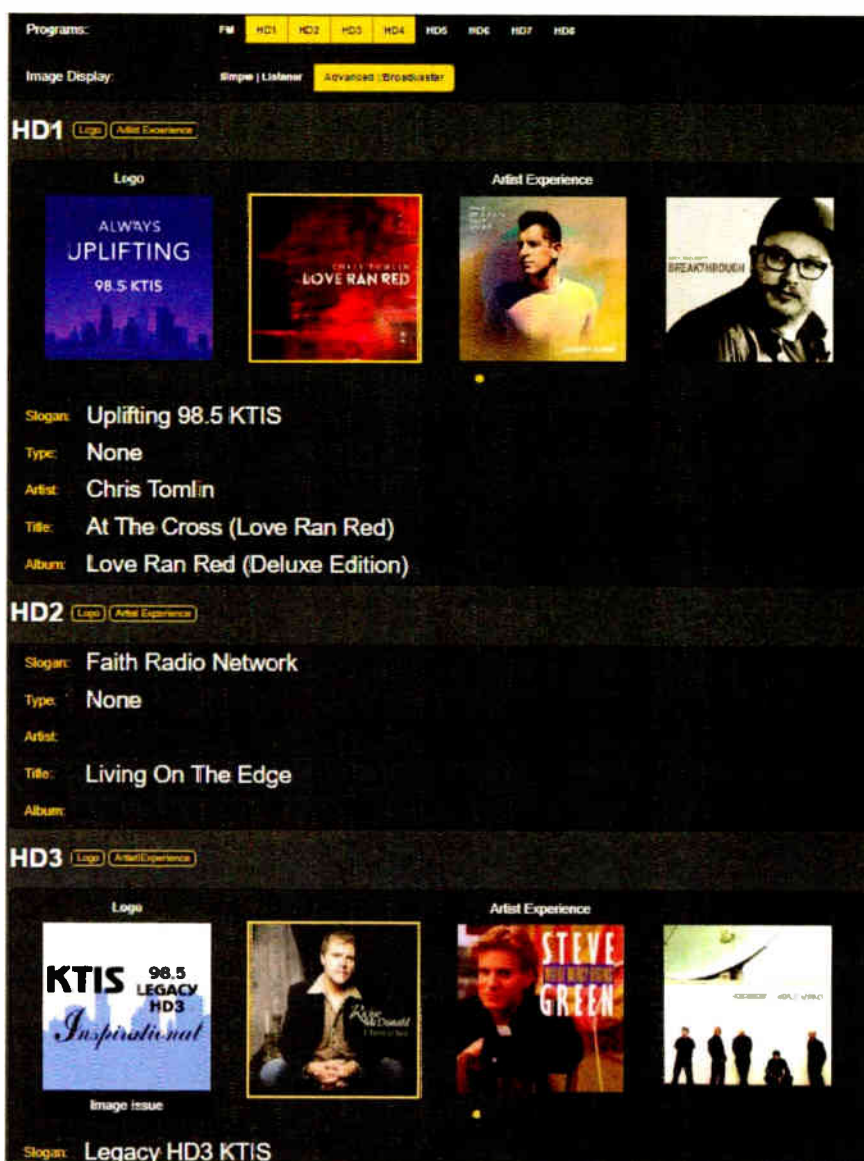 Programs: FM HD1 HD2 HD3 HD4 HD5 HD6 HD7 HD8
Image Display: Simple | Listener Advanced | Broadcaster
HD1 Logo Artist Experience
Logo Artist Experience
ALWAYS
UPLIFTING
98.5 KTIS
CHRIS TOMLIN
LOVE RAN RED
BREAKTHROUGH
Slogan: Uplifting 98.5 KTIS
Type: None
Artist: Chris Tomlin
Title: At The Cross (Love Ran Red)
Album: Love Ran Red (Deluxe Edition)
HD2 Logo Artist Experience
Slogan: Faith Radio Network
Type: None
Artist:
Title: Living On The Edge
Album:
HD3 Logo Artist Experience
Logo Artist Experience
KTIS 98.5
LEGACY
HD3
Inspirational
STEVE
GREEN
Image issue
Slogan: Legacy HD3 KTIS